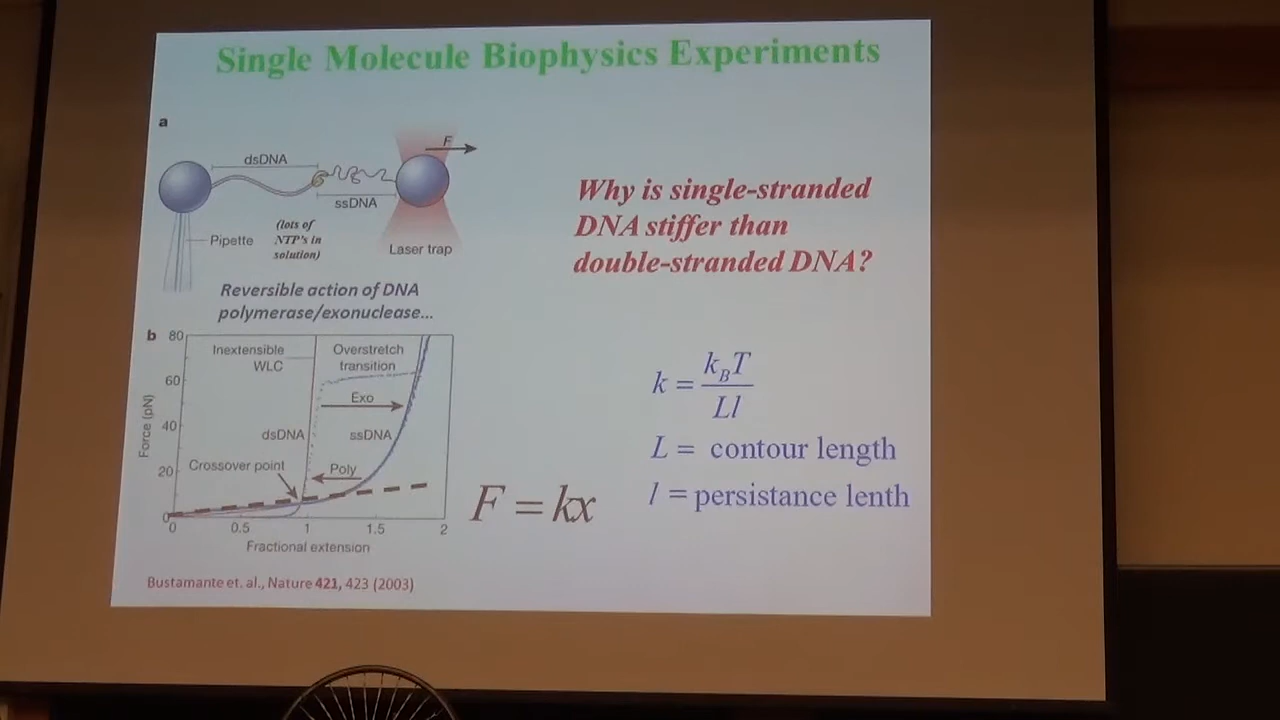 Single Molecule Biophysics Experiments
a
F
dsDNA
ssDNA
Pipette
(lots of
NTP's in
solution)
Laser trap
Reversible action of DNA
polymerase/exonuclease...
Why is single-stranded
DNA stiffer than
double-stranded DNA?
b
80
60
40
20
0
Force (pN)
Inextensible
WLC
Overstretch
transition
Exo
dsDNA
ssDNA
Crossover point
Poly
0
0.5
1
1.5
2
Fractional extension
F = kx
k = k_BT / Ll
L = contour length
l = persistance lenth
Bustamante et. al., Nature 421, 423 (2003)